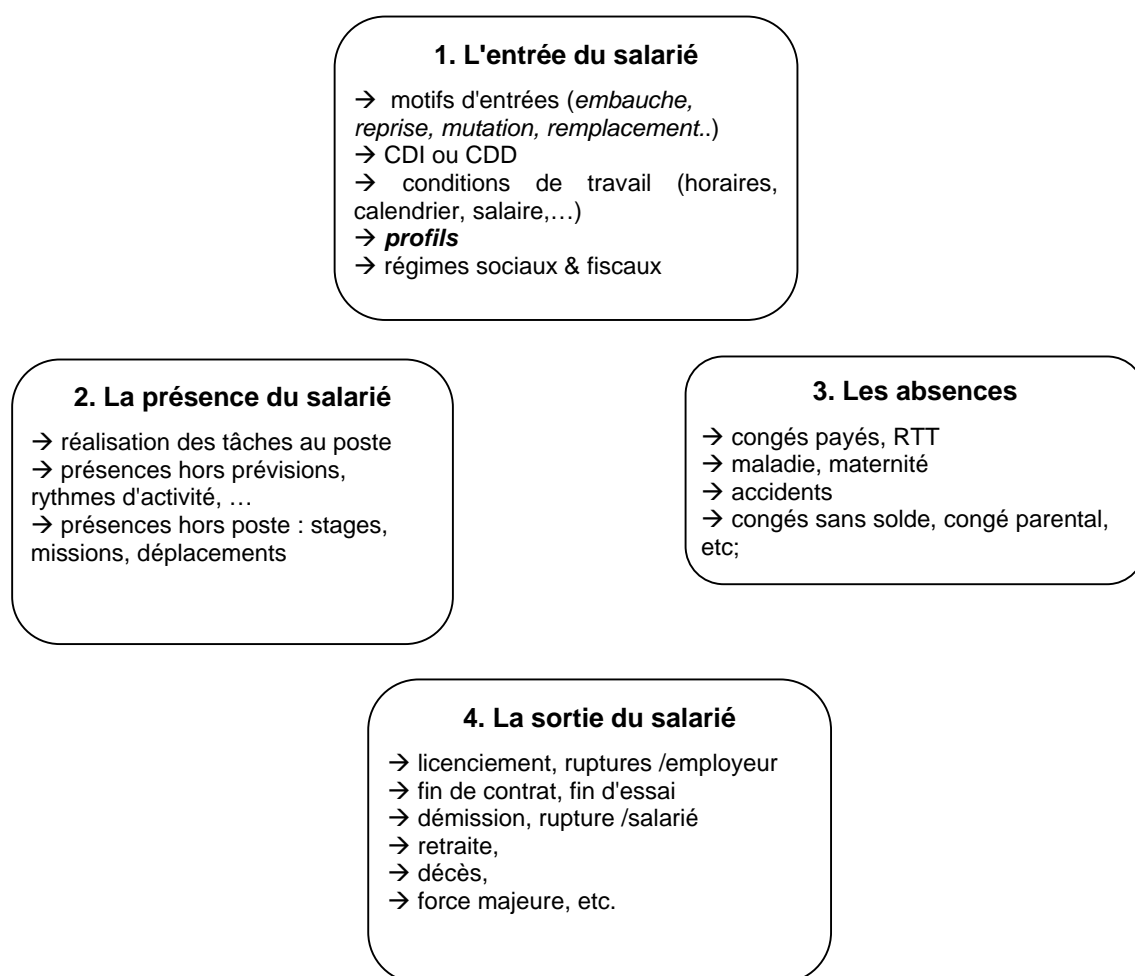 1. L'entrée du salarié
→ motifs d'entrées (embauche,
reprise, mutation, remplacement..)
→ CDI ou CDD
→ conditions de travail (horaires,
calendrier, salaire,…)
→ profils
→ régimes sociaux & fiscaux
2. La présence du salarié
→ réalisation des tâches au poste
→ présences hors prévisions,
rythmes d'activité, …
→ présences hors poste : stages,
missions, déplacements
3. Les absences
→ congés payés, RTT
→ maladie, maternité
→ accidents
→ congés sans solde, congé parental,
etc;
4. La sortie du salarié
→ licenciement, ruptures /employeur
→ fin de contrat, fin d'essai
→ démission, rupture /salarié
→ retraite,
→ décès,
→ force majeure, etc.